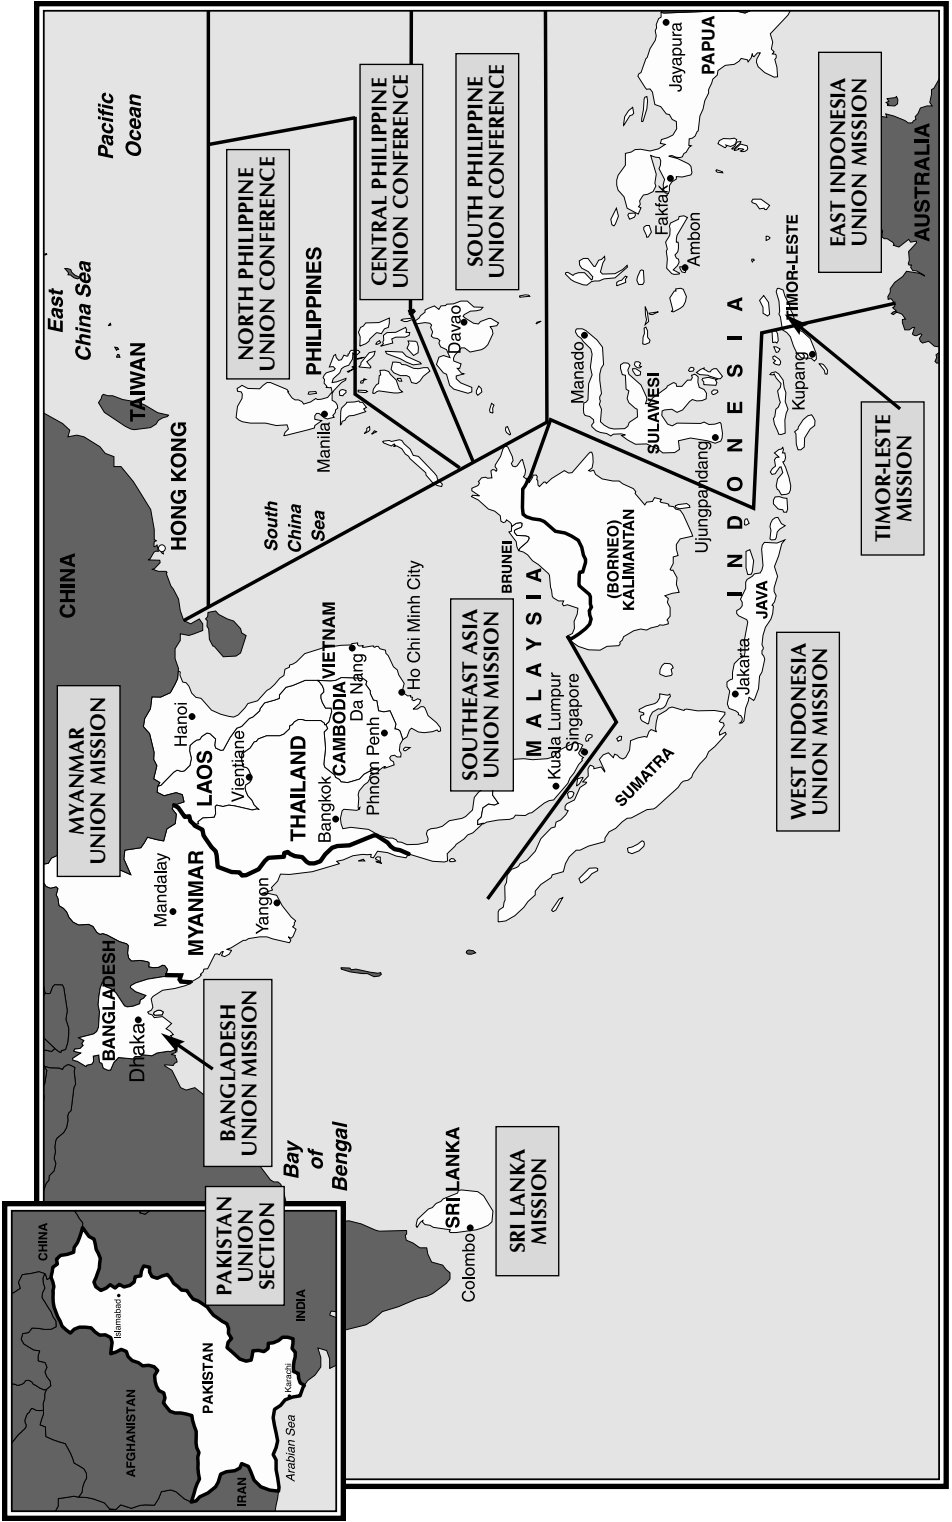 CHINA
AFGHANISTAN
Islamabad
PAKISTAN
IRAN
Karachi
Arabian Sea
INDIA
PAKISTAN
UNION
SECTION
BANGLADESH
Dhaka
BANGLADESH
UNION MISSION
Bay
of
Bengal
SRI LANKA
Colombo
SRI LANKA
MISSION
MYANMAR
UNION MISSION
Mandalay
MYANMAR
Yangon
CHINA
Hanoi
LAOS
Vientiane
THAILAND
Bangkok
VIETNAM
CAMBODIA
Da Nang
Phnom Penh
Ho Chi Minh City
SOUTHEAST ASIA
UNION MISSION
BRUNEI
MALAYSIA
Kuala Lumpur
Singapore
(BORNEO)
KALIMANTAN
SUMATRA
Jakarta
JAVA
WEST INDONESIA
UNION MISSION
East
China Sea
Pacific
Ocean
TAIWAN
HONG KONG
South
China
Sea
NORTH PHILIPPINE
UNION CONFERENCE
PHILIPPINES
Manila
CENTRAL PHILIPPINE
UNION CONFERENCE
SOUTH PHILIPPINE
UNION CONFERENCE
Davao
Manado
SULAWESI
Ujungpandang
INDONESIA
Fakfak
Ambon
Jayapura
PAPUA
TIMOR-LESTE
Kupang
EAST INDONESIA
UNION MISSION
TIMOR-LESTE
MISSION
AUSTRALIA